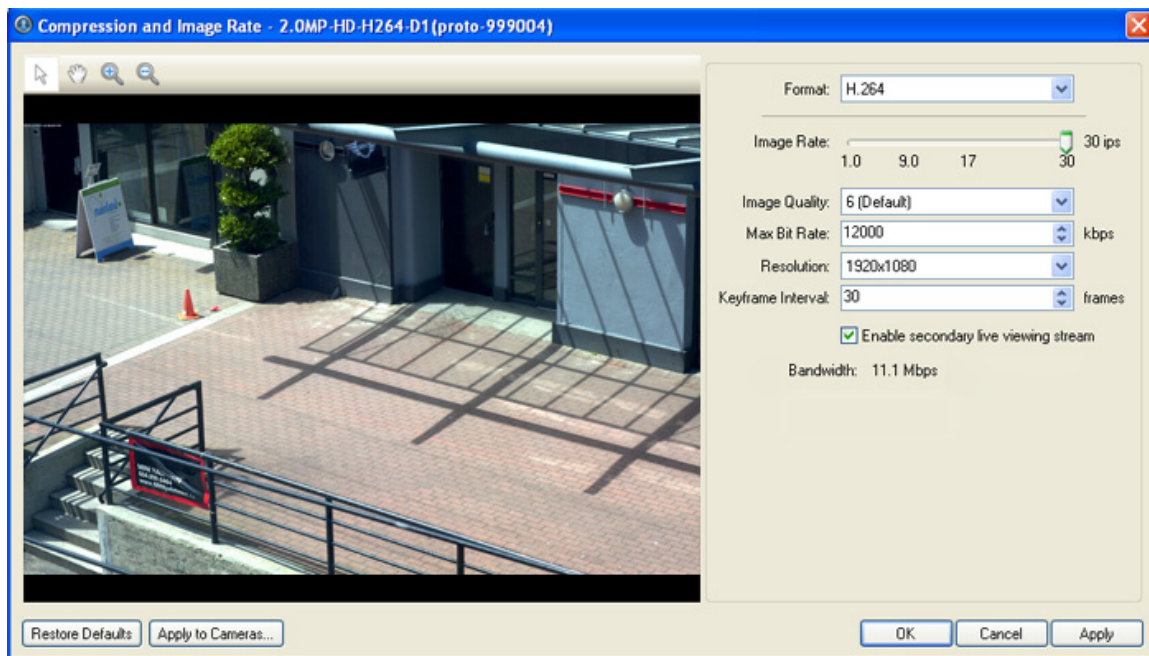 Compression and Image Rate - 2.0MP-HD-H264-D1(proto-999004)
Format: H.264
Image Rate: 30 ips
1.0 9.0 17 30
Image Quality: 6 (Default)
Max Bit Rate: 12000 kbps
Resolution: 1920x1080
Keyframe Interval: 30 frames
Enable secondary live viewing stream
Bandwidth: 11.1 Mbps
Restore Defaults
Apply to Cameras...
OK
Cancel
Apply